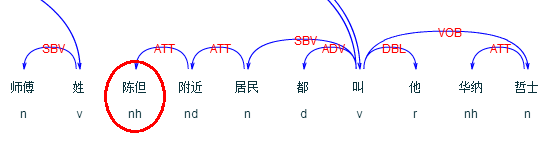 VOB
SBV
SBV ATT ATT ADV DBL ATT
师傅 姓 陈但 附近 居民 都 叫 他 华纳 哲士
n v nh nd n d v r nh n